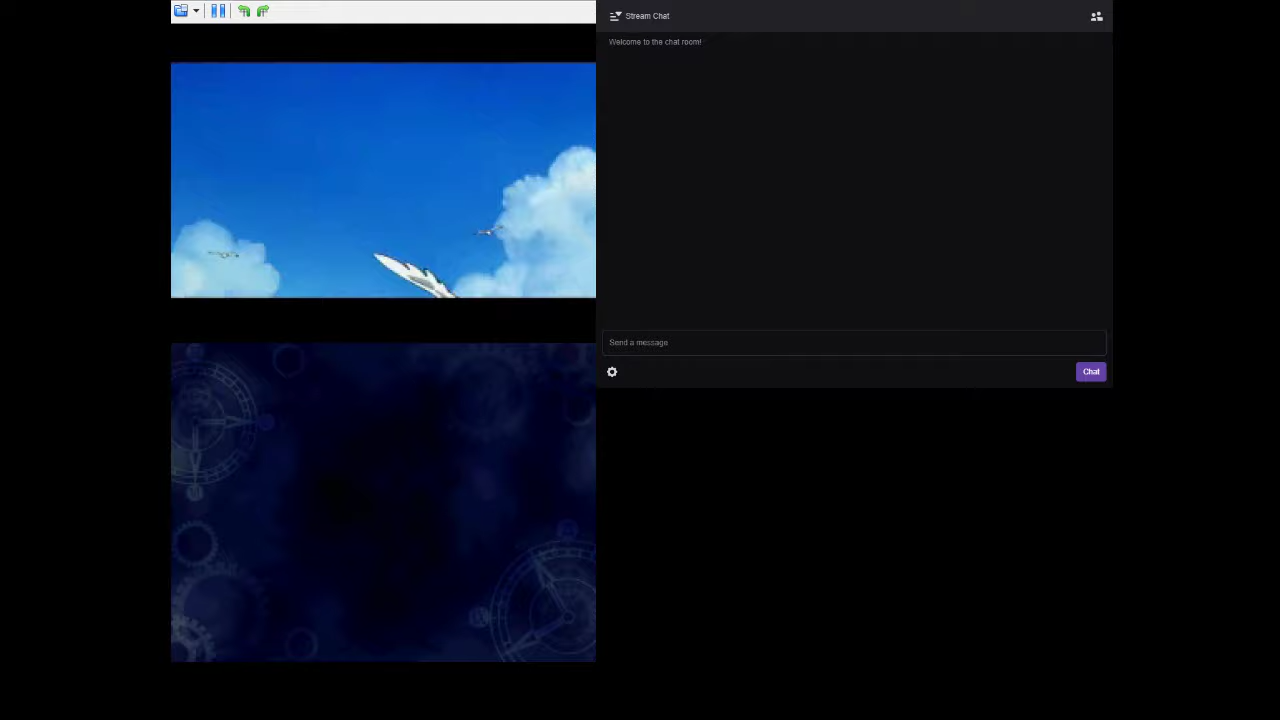 Stream Chat
Welcome to the chat room!
Send a message
Chat